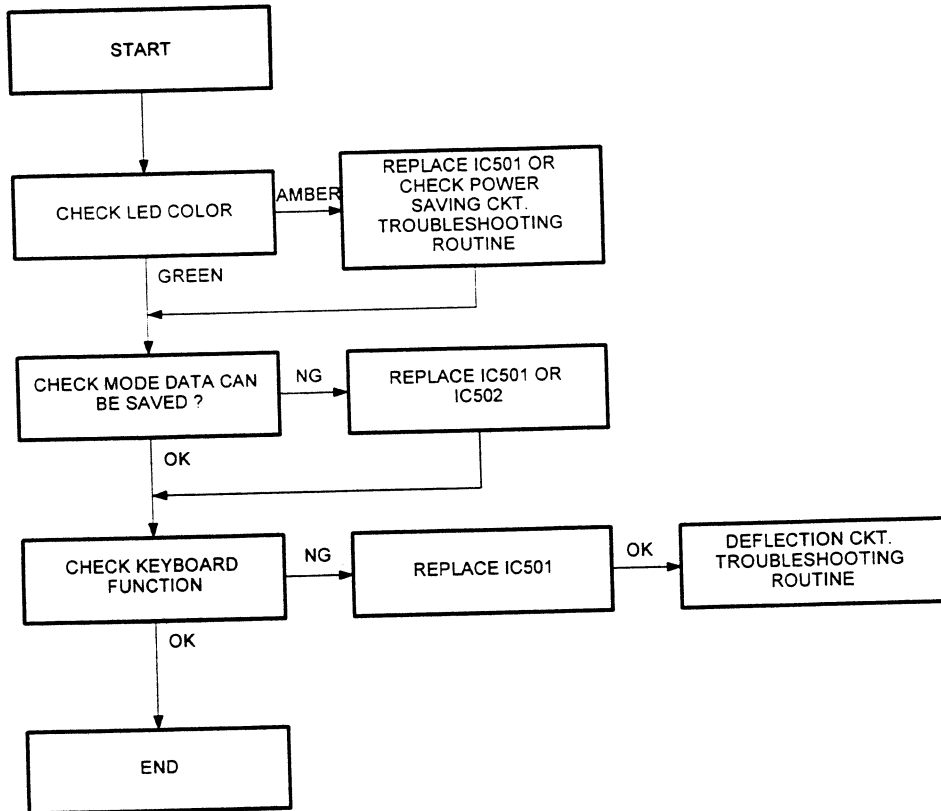 START
CHECK LED COLOR
AMBER
REPLACE IC501 OR
CHECK POWER
SAVING CKT.
TROUBLESHOOTING
ROUTINE
GREEN
CHECK MODE DATA CAN
BE SAVED ?
NG
REPLACE IC501 OR
IC502
OK
CHECK KEYBOARD
FUNCTION
NG
REPLACE IC501
OK
DEFLECTION CKT.
TROUBLESHOOTING
ROUTINE
OK
END